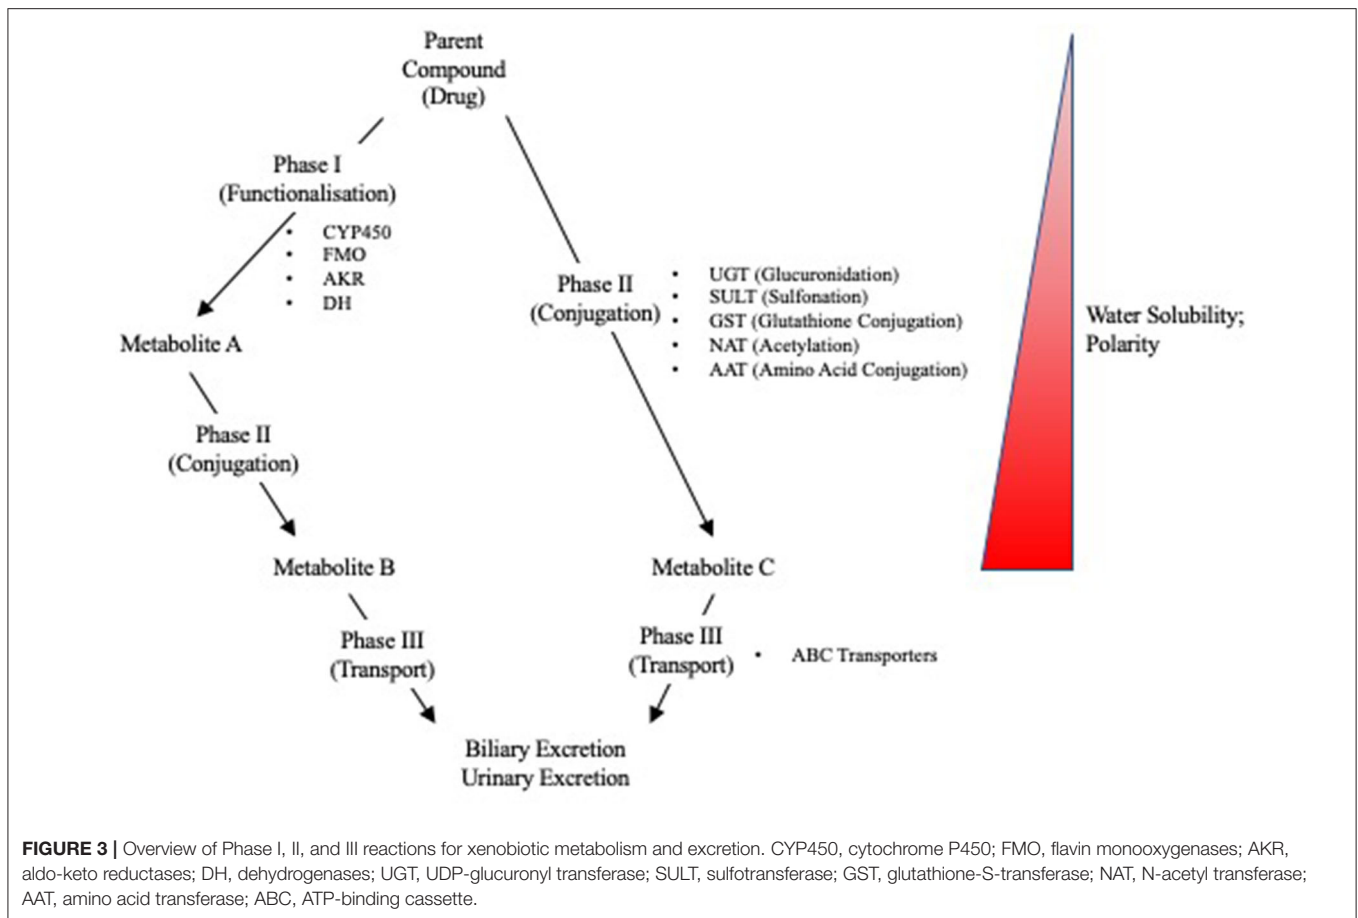 Parent
Compound
(Drug)
Phase I
(Functionalisation)
• CYP450
• FMO
• AKR
• DH
Metabolite A
Phase II
(Conjugation)
Metabolite B
Phase III
(Transport)
Phase II
(Conjugation)
• UGT (Glucuronidation)
• SULT (Sulfonation)
• GST (Glutathione Conjugation)
• NAT (Acetylation)
• AAT (Amino Acid Conjugation)
Metabolite C
Phase III
(Transport)
• ABC Transporters
Biliary Excretion
Urinary Excretion
Water Solubility;
Polarity
FIGURE 3 | Overview of Phase I, II, and III reactions for xenobiotic metabolism and excretion. CYP450, cytochrome P450; FMO, flavin monooxygenases; AKR,
aldo-keto reductases; DH, dehydrogenases; UGT, UDP-glucuronyl transferase; SULT, sulfotransferase; GST, glutathione-S-transferase; NAT, N-acetyl transferase;
AAT, amino acid transferase; ABC, ATP-binding cassette.